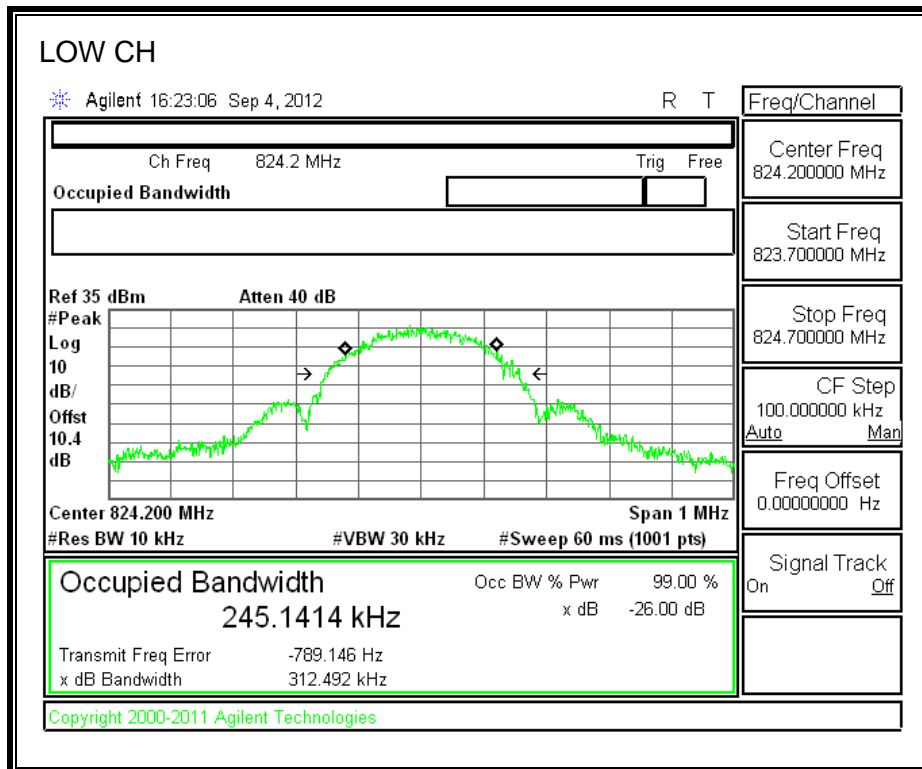 LOW CH
Agilent 16:23:06 Sep 4, 2012 R T
Freq/Channel
Ch Freq 824.2 MHz Trig Free
Occupied Bandwidth
Center Freq
824.200000 MHz
Start Freq
823.700000 MHz
Stop Freq
824.700000 MHz
CF Step
100.000000 kHz
Auto Man
Freq Offset
0.00000000 Hz
Signal Track
On Off
Ref 35 dBm Atten 40 dB
#Peak
Log
10
dB/
Offst
10.4
dB
Center 824.200 MHz Span 1 MHz
#Res BW 10 kHz #VBW 30 kHz #Sweep 60 ms (1001 pts)
Occupied Bandwidth Occ BW % Pwr 99.00 %
245.1414 kHz x dB -26.00 dB
Transmit Freq Error -789.146 Hz
x dB Bandwidth 312.492 kHz
Copyright 2000-2011 Agilent Technologies